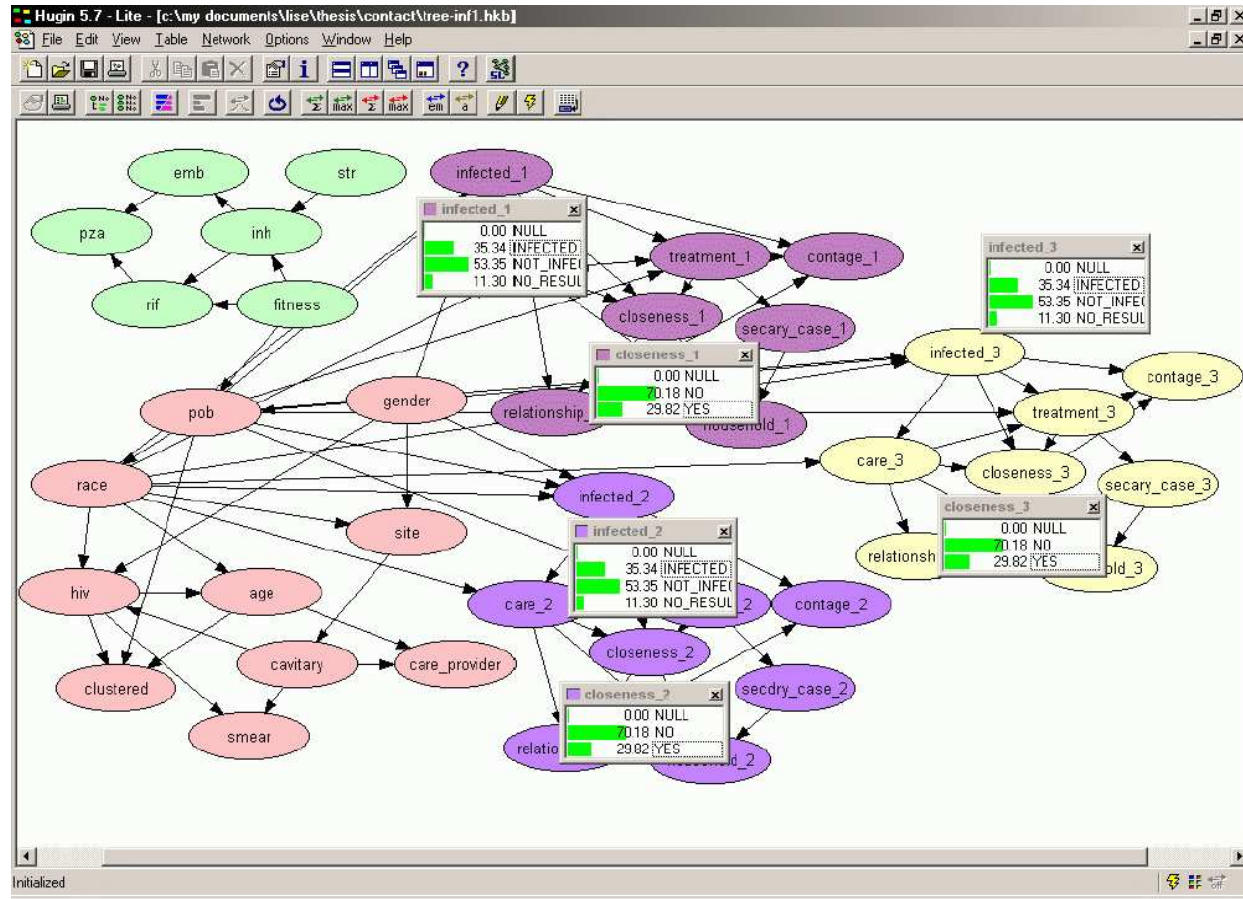 Hugin 5.7 - Lite - [c:\my documents\lise\thesis\contact\tree-inf1.hkb]
File Edit View Table Network Options Window Help
emb
str
infected_1
pza
inh
infected_1
0.00 NULL
35.34 INFECTED
53.35 NOT_INFE
11.30 NO_RESUL
treatment_1
contage_1
infected_3
0.00 NULL
35.34 INFECTED
53.35 NOT_INFE
11.30 NO_RESUL
rif
fitness
closeness_1
secary_case_1
infected_3
closeness_1
0.00 NULL
70.18 NO
29.82 YES
contage_3
pob
gender
relationship_
household_1
treatment_3
race
care_3
closeness_3
secary_case_3
infected_2
closeness_3
0.00 NULL
70.18 NO
29.82 YES
site
infected_2
0.00 NULL
35.34 INFECTED
53.35 NOT_INFE
11.30 NO_RESUL
relationsh
old_3
hiv
age
care_2
_2
contage_2
closeness_2
cavitary
care_provider
clustered
closeness_2
0.00 NULL
70.18 NO
29.82 YES
secdry_case_2
smear
relatio
household_2
Initialized